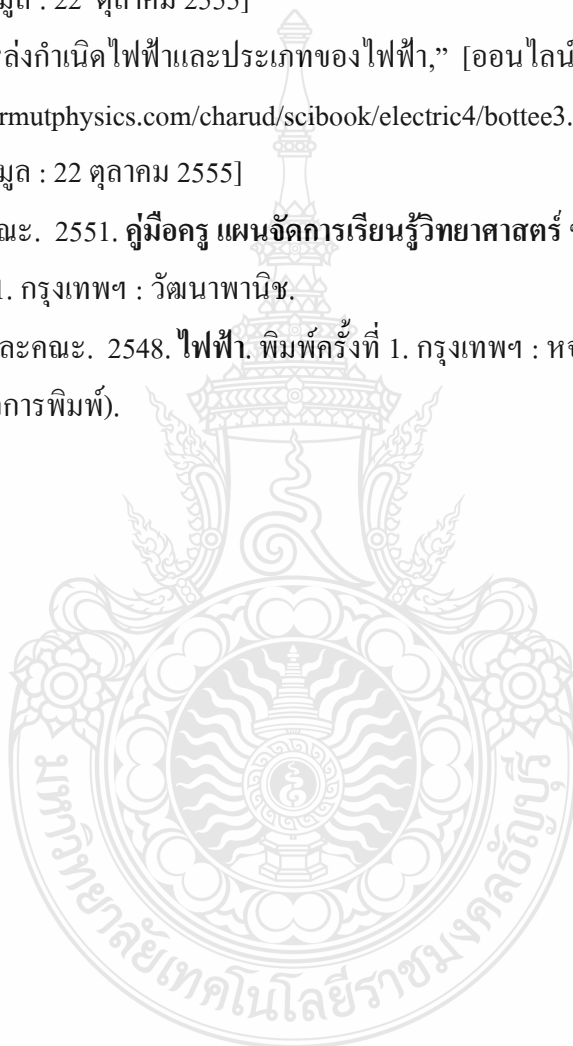 : 22 ตุลาคม 2555]
ล่งกำเนิดไฟฟ้าและประเภทของไฟฟ้า,” [ออนไลน์
rmutphysics.com/charud/scibook/electric4/bottee3.
มูล : 22 ตุลาคม 2555]
ณะ. 2551. คู่มือครู แผนจัดการเรียนรู้วิทยาศาสตร์
1. กรุงเทพฯ : วัฒนาพานิช.
ละคณะ. 2548. ไฟฟ้า. พิมพ์ครั้งที่ 1. กรุงเทพฯ :
การพิมพ์).
มหาวิทยาลัยเทคโนโลยีราชมงคลธัญบุรี